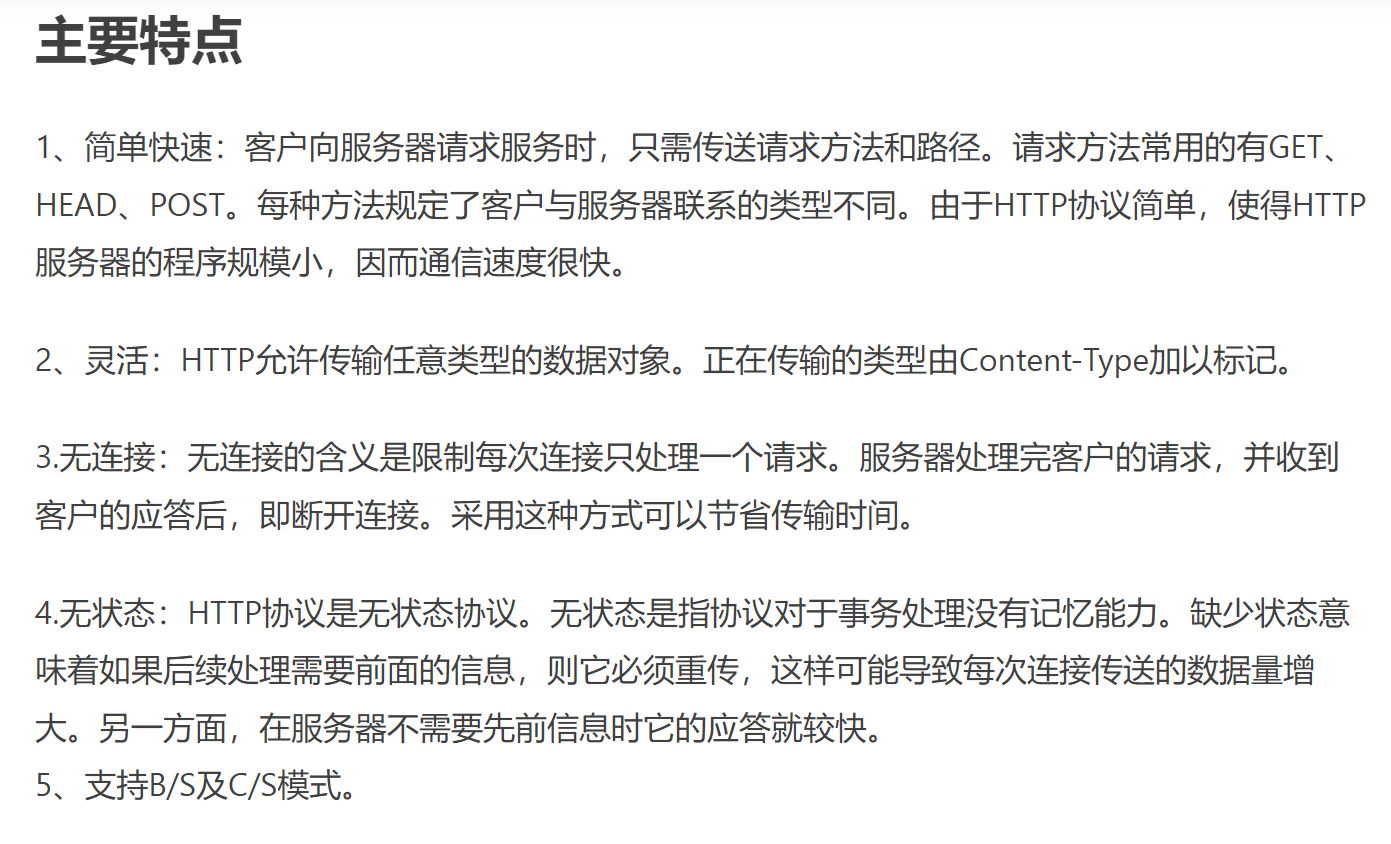 主要特点
1、简单快速：客户向服务器请求服务时，只需传送请求方法和路径。请求方法常用的有GET、
HEAD、POST。每种方法规定了客户与服务器联系的类型不同。由于HTTP协议简单，使得HTTP
服务器的程序规模小，因而通信速度很快。
2、灵活：HTTP允许传输任意类型的数据对象。正在传输的类型由Content-Type加以标记。
3.无连接：无连接的含义是限制每次连接只处理一个请求。服务器处理完客户的请求，并收到
客户的应答后，即断开连接。采用这种方式可以节省传输时间。
4.无状态：HTTP协议是无状态协议。无状态是指协议对于事务处理没有记忆能力。缺少状态意
味着如果后续处理需要前面的信息，则它必须重传，这样可能导致每次连接传送的数据量增
大。另一方面，在服务器不需要先前信息时它的应答就较快。
5、支持B/S及C/S模式。